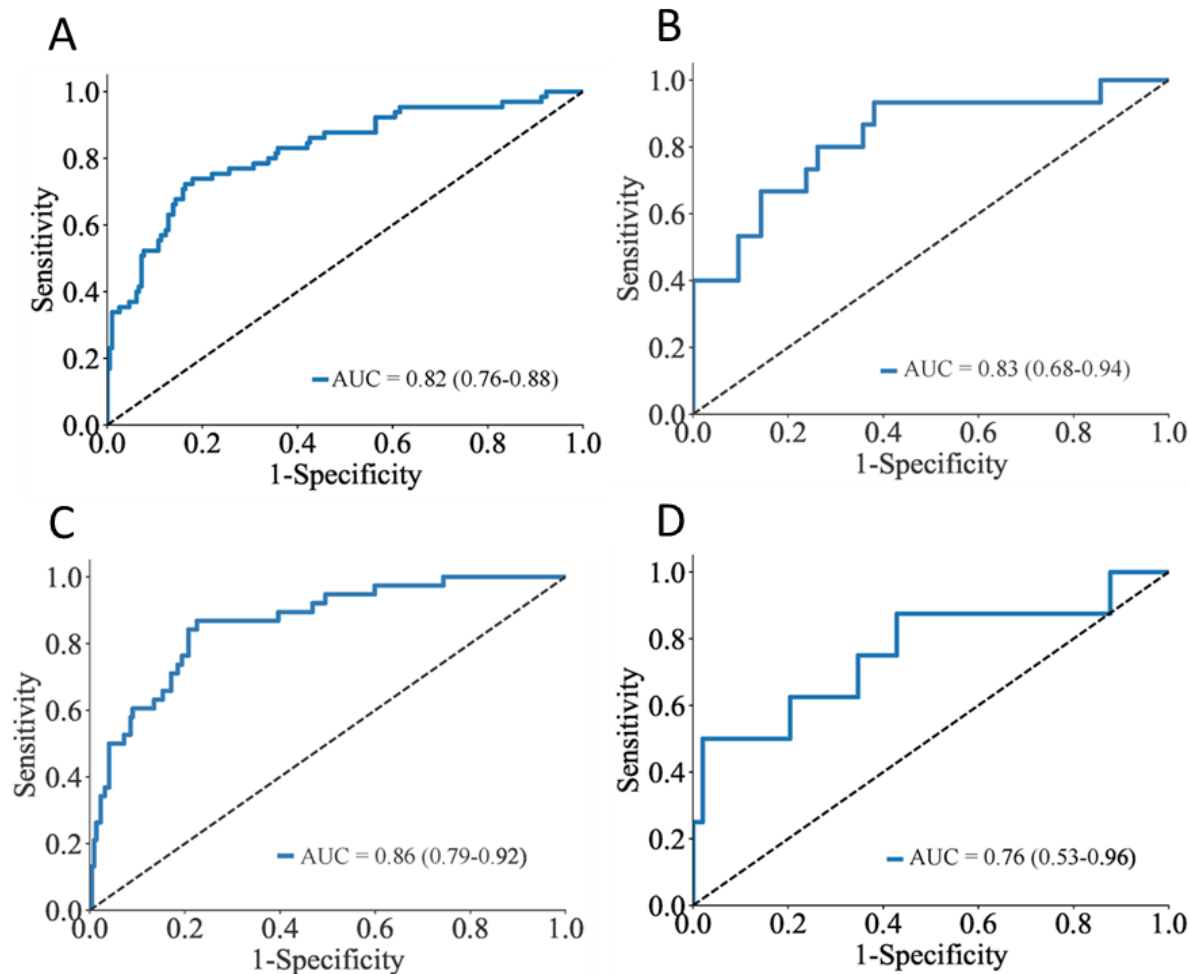 A
1.0
0.8
0.6
0.4
0.2
0.0
Sensitivity
AUC = 0.82 (0.76-0.88)
0.0 0.2 0.4 0.6 0.8 1.0
1-Specificity
B
1.0
0.8
0.6
0.4
0.2
0.0
Sensitivity
AUC = 0.83 (0.68-0.94)
0.0 0.2 0.4 0.6 0.8 1.0
1-Specificity
C
1.0
0.8
0.6
0.4
0.2
0.0
Sensitivity
AUC = 0.86 (0.79-0.92)
0.0 0.2 0.4 0.6 0.8 1.0
1-Specificity
D
1.0
0.8
0.6
0.4
0.2
0.0
Sensitivity
AUC = 0.76 (0.53-0.96)
0.0 0.2 0.4 0.6 0.8 1.0
1-Specificity